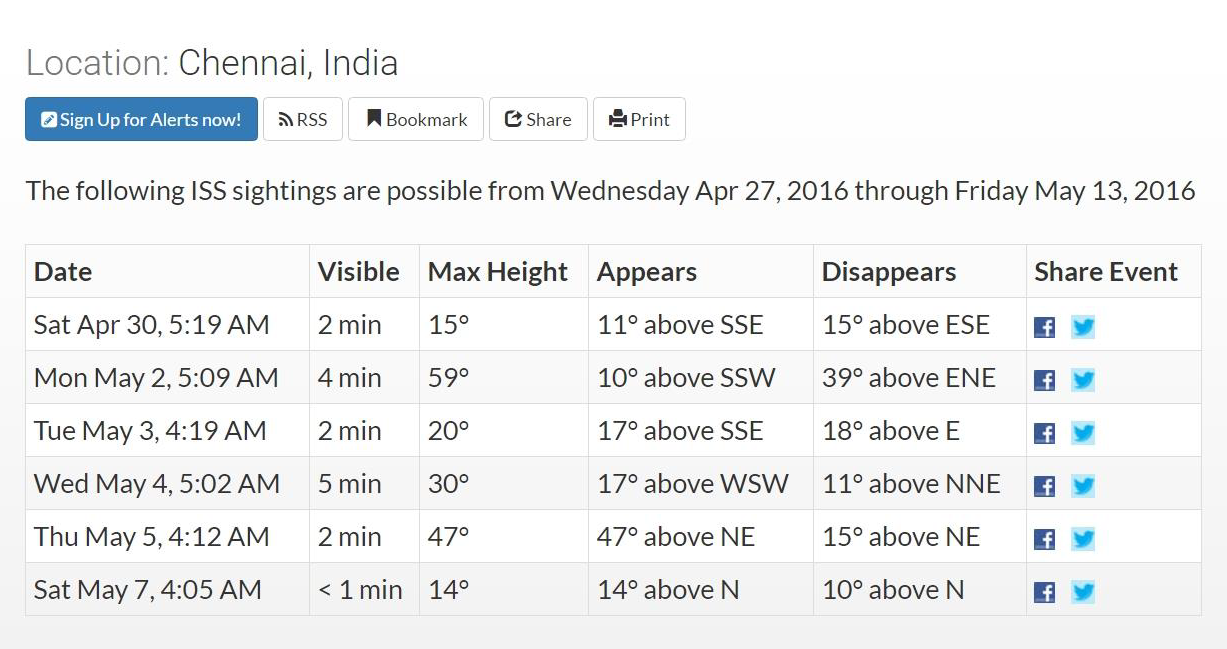 Location: Chennai, India
Sign Up for Alerts now! RSS Bookmark Share Print
The following ISS sightings are possible from Wednesday Apr 27, 2016 through Friday May 13, 2016
Date Visible Max Height Appears Disappears Share Event
Sat Apr 30, 5:19 AM 2 min 15° 11° above SSE 15° above ESE
Mon May 2, 5:09 AM 4 min 59° 10° above SSW 39° above ENE
Tue May 3, 4:19 AM 2 min 20° 17° above SSE 18° above E
Wed May 4, 5:02 AM 5 min 30° 17° above WSW 11° above NNE
Thu May 5, 4:12 AM 2 min 47° 47° above NE 15° above NE
Sat May 7, 4:05 AM < 1 min 14° 14° above N 10° above N